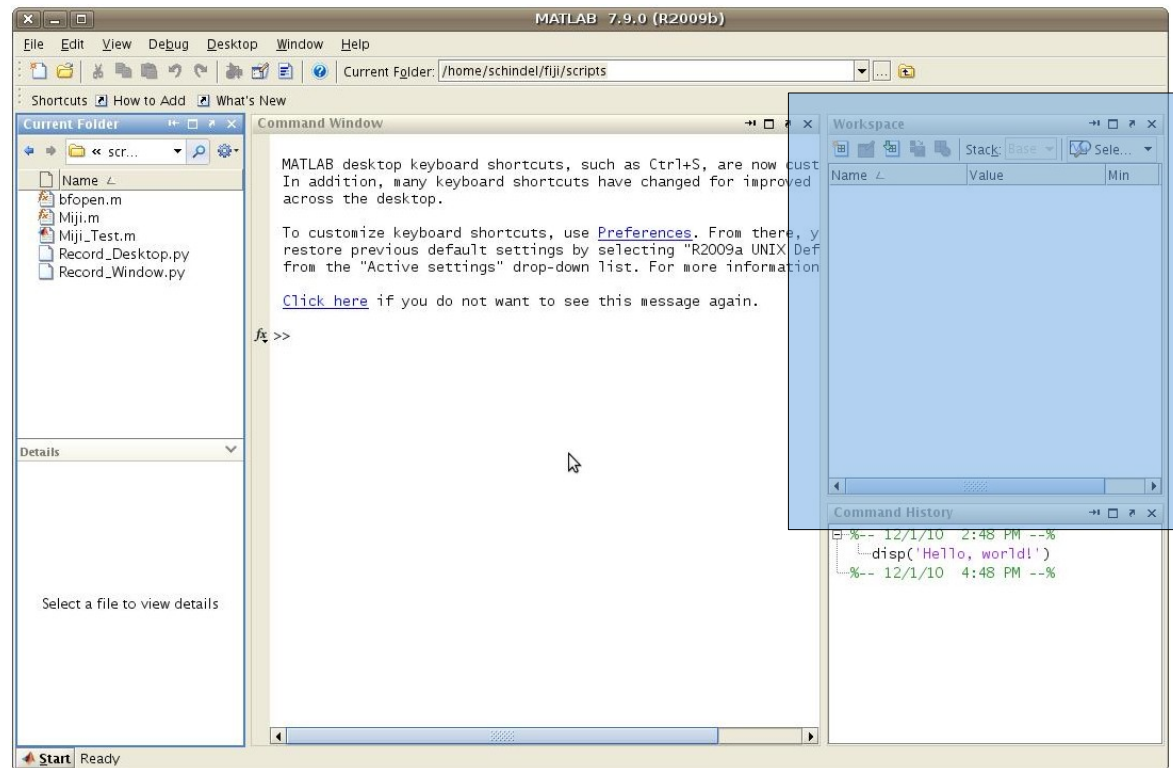 MATLAB 7.9.0 (R2009b)
File Edit View Debug Desktop Window Help
Current Folder: /home/schindel/fiji/scripts
Shortcuts How to Add What's New
Current Folder
« scr...
Name
bfopen.m
Miji.m
Miji_Test.m
Record_Desktop.py
Record_Window.py
Details
Select a file to view details
Command Window
MATLAB desktop keyboard shortcuts, such as Ctrl+S, are now cust
In addition, many keyboard shortcuts have changed for improved
across the desktop.
To customize keyboard shortcuts, use Preferences. From there, y
restore previous default settings by selecting "R2009a UNIX Def
from the "Active settings" drop-down list. For more information
Click here if you do not want to see this message again.
fx >>
Workspace
Stack: Base Sele...
Name Value Min
Command History
%-- 12/1/10 2:48 PM --%
disp('Hello, world!')
%-- 12/1/10 4:48 PM --%
Start Ready